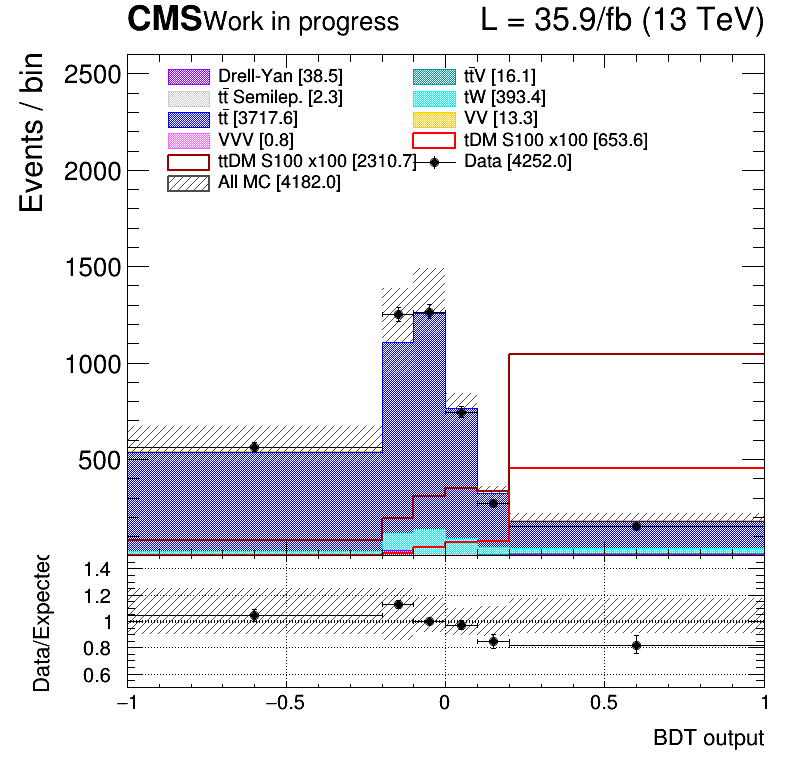 CMS Work in progress L = 35.9/fb (13 TeV)
Events / bin
2500
2000
1500
1000
500
Drell-Yan [38.5] tt̄V [16.1]
tt̄ Semilep. [2.3] tW [393.4]
tt̄ [3717.6] VV [13.3]
VVV [0.8] tDM S100 x100 [653.6]
ttDM S100 x100 [2310.7] Data [4252.0]
All MC [4182.0]
Data/Expected
1.4
1.2
1
0.8
0.6
−1 −0.5 0 0.5 1
BDT output